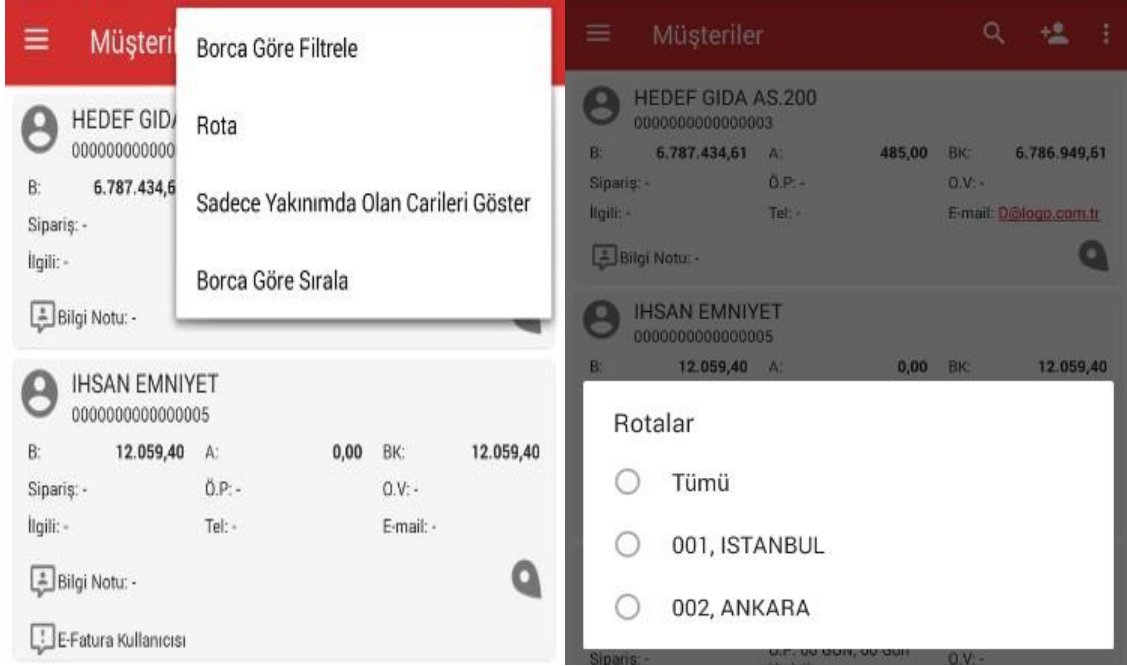 Müşteril
Borca Göre Filtrele
Rota
Sadece Yakınımda Olan Carileri Göster
Borca Göre Sırala
HEDEF GIDA
000000000000
B: 6.787.434,6
Sipariş: -
İlgili: -
Bilgi Notu: -
IHSAN EMNIYET
0000000000000005
B: 12.059,40 A: 0,00 BK: 12.059,40
Sipariş: - Ö.P: - O.V: -
İlgili: - Tel: - E-mail: -
Bilgi Notu: -
E-Fatura Kullanıcısı
Müşteriler
HEDEF GIDA AS.200
0000000000000003
B: 6.787.434,61 A: 485,00 BK: 6.786.949,61
Sipariş: - Ö.P: - O.V: -
İlgili: - Tel: - E-mail: D@logo.com.tr
Bilgi Notu: -
IHSAN EMNIYET
0000000000000005
B: 12.059,40 A: 0,00 BK: 12.059,40
Rotalar
Tümü
001, ISTANBUL
002, ANKARA
Sipariş: - O.V: -